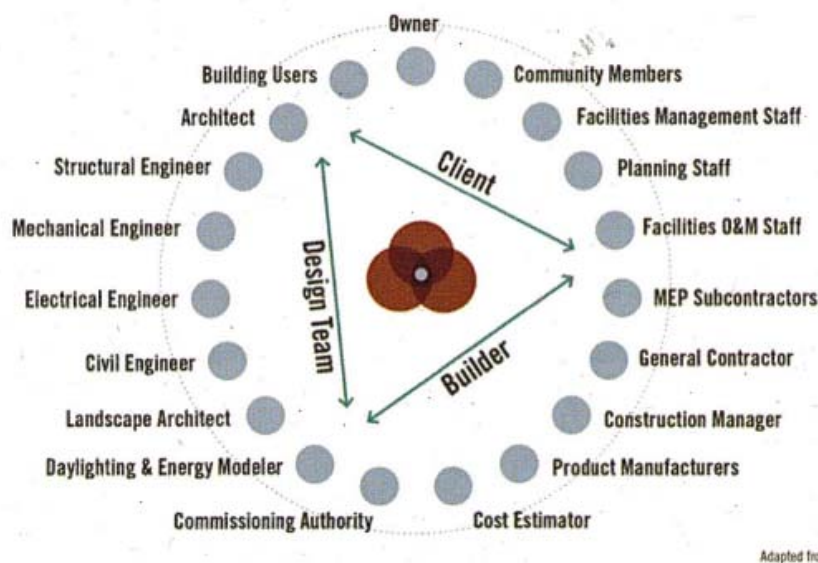 Owner
Building Users
Community Members
Architect
Facilities Management Staff
Structural Engineer
Planning Staff
Client
Mechanical Engineer
Facilities O&M Staff
Design Team
Electrical Engineer
MEP Subcontractors
Builder
Civil Engineer
General Contractor
Landscape Architect
Construction Manager
Daylighting & Energy Modeler
Product Manufacturers
Commissioning Authority
Cost Estimator
Adapted